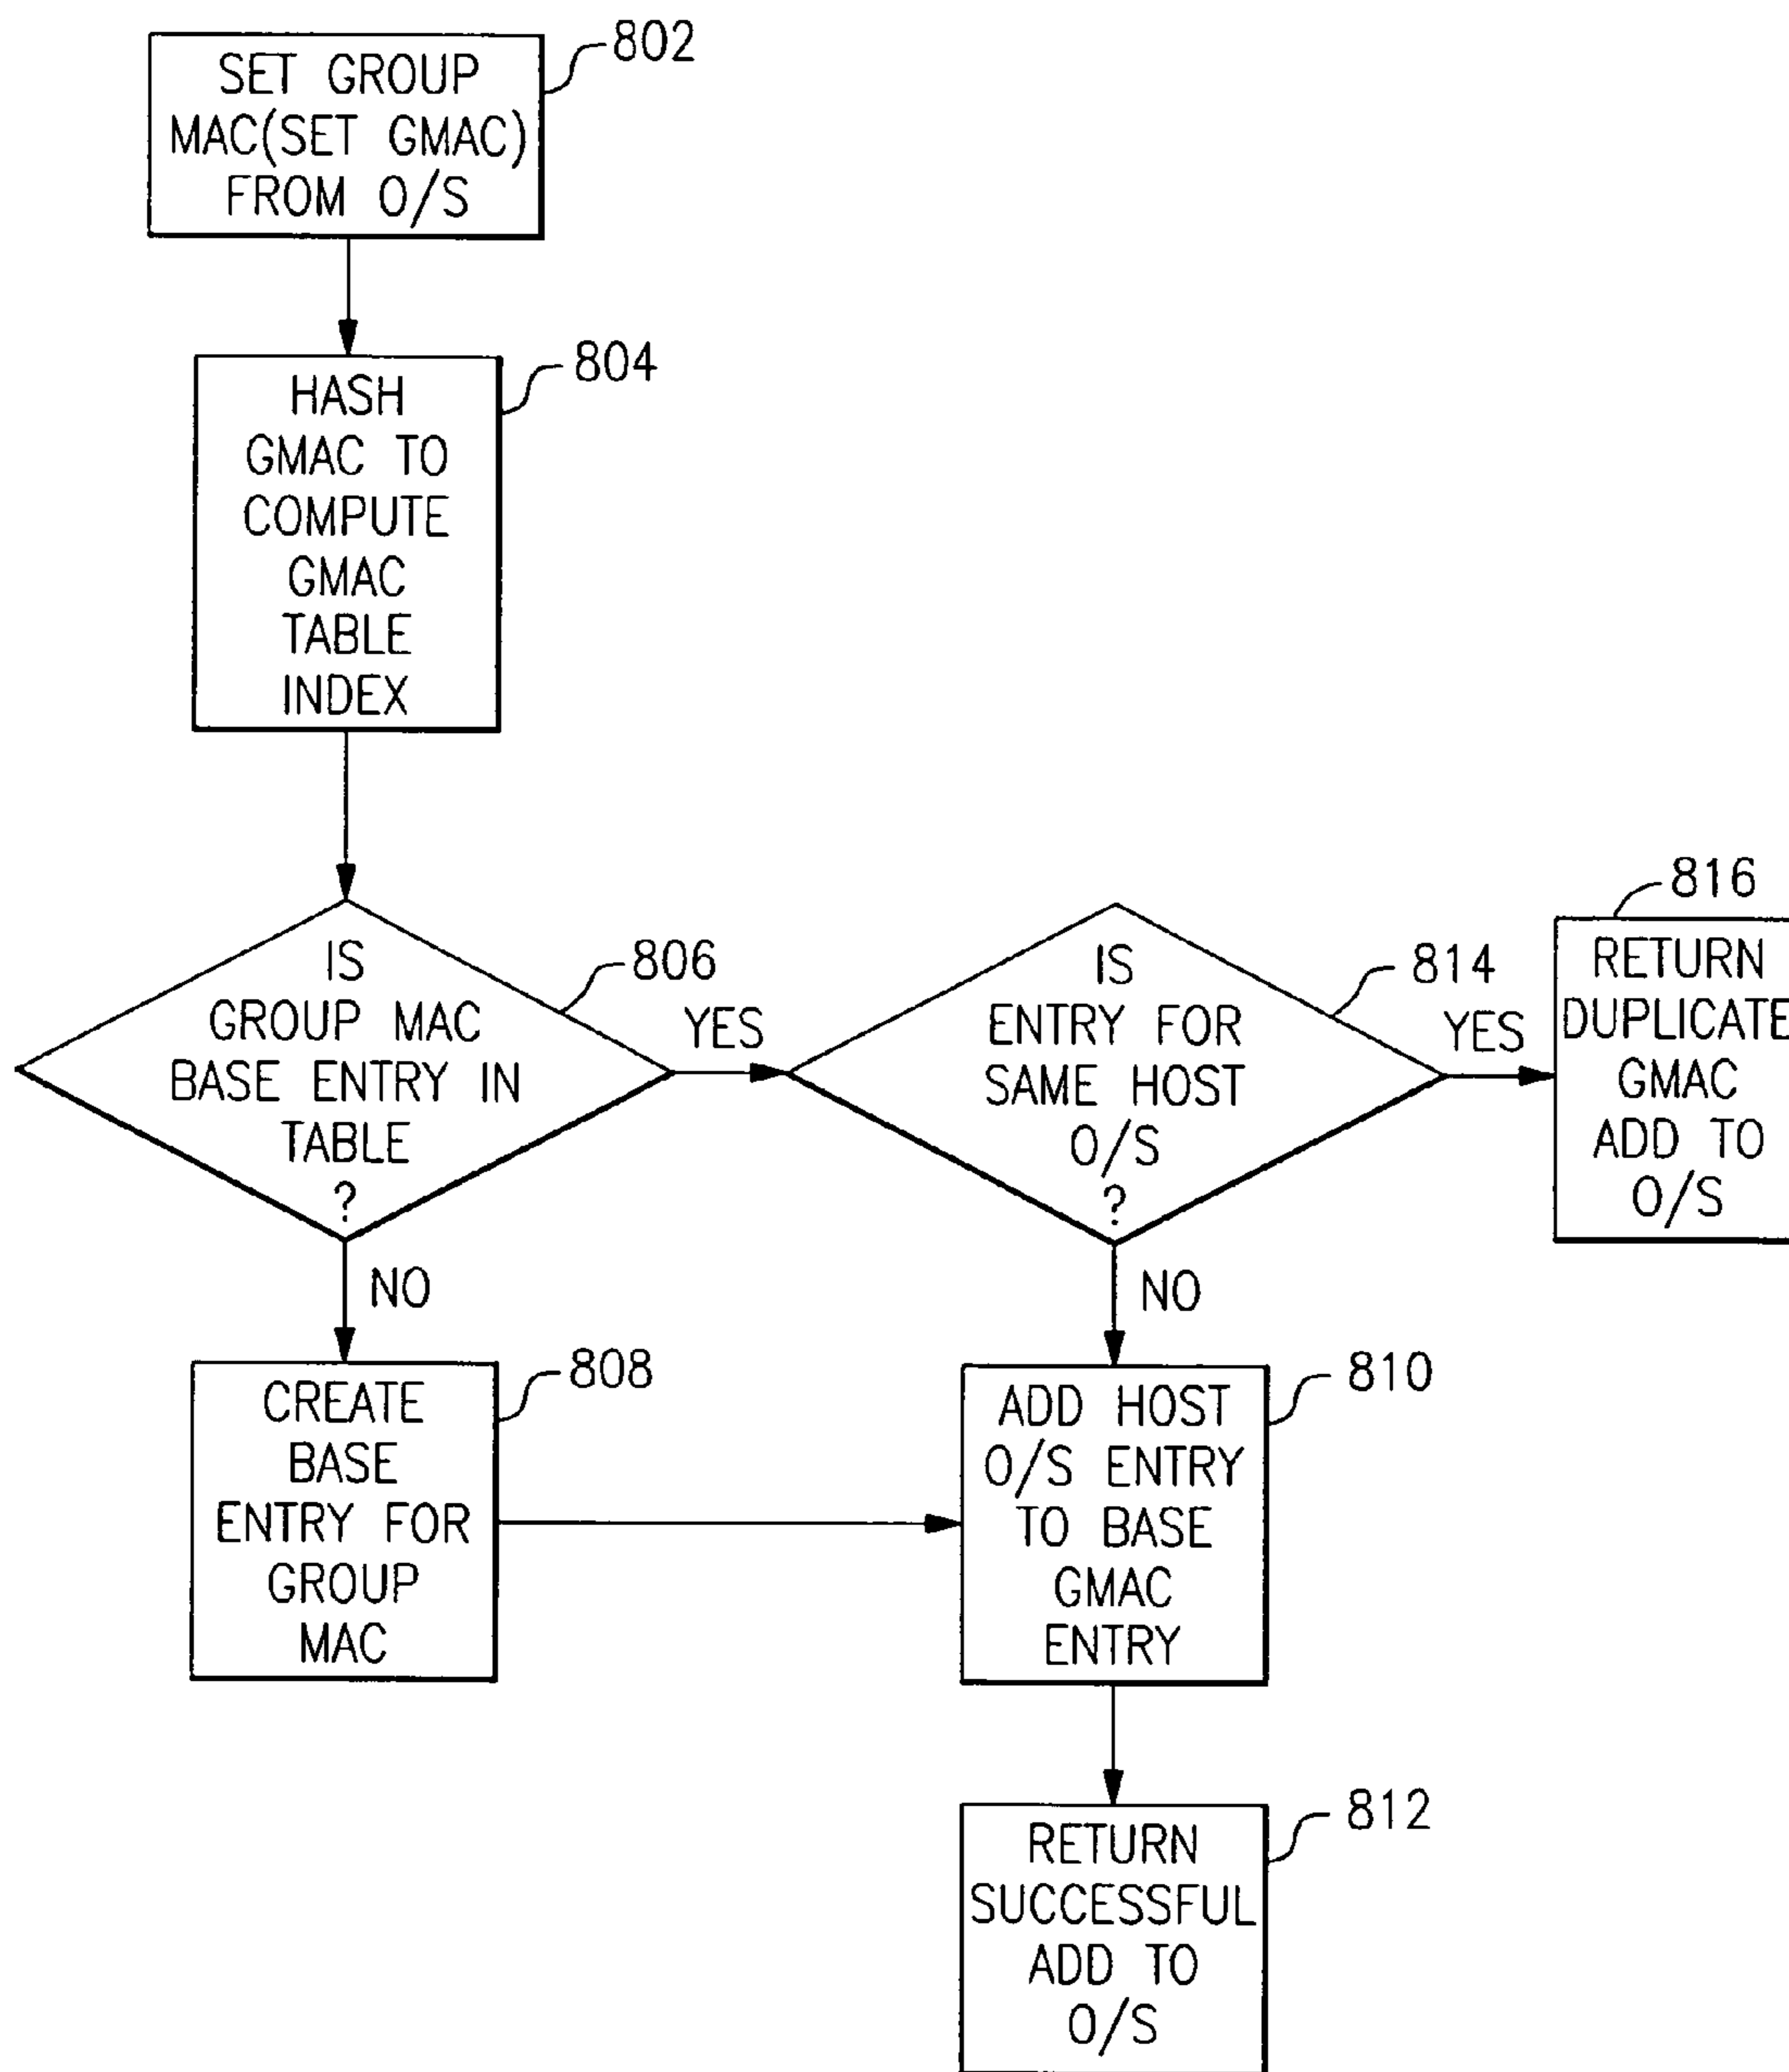 SET GROUP
MAC(SET GMAC)
FROM O/S
802
HASH
GMAC TO
COMPUTE
GMAC
TABLE
INDEX
804
IS
GROUP MAC
BASE ENTRY IN
TABLE
?
806
YES
NO
IS
ENTRY FOR
SAME HOST
O/S
?
814
YES
NO
816
RETURN
DUPLICATE
GMAC
ADD TO
O/S
CREATE
BASE
ENTRY FOR
GROUP
MAC
808
ADD HOST
O/S ENTRY
TO BASE
GMAC
ENTRY
810
RETURN
SUCCESSFUL
ADD TO
O/S
812